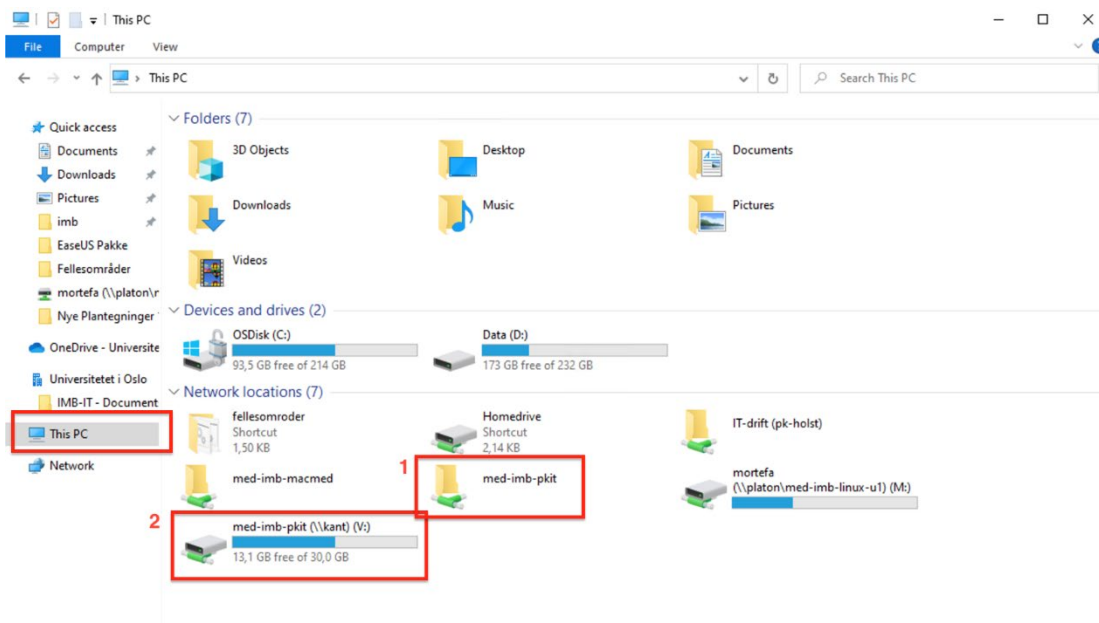 This PC
File Computer View
This PC
Search This PC
Quick access
Documents
Downloads
Pictures
imb
EaseUS Pakke
Fellesområder
mortefa (\\platon\r
Nye Plantegninger
OneDrive - Universite
Universitetet i Oslo
IMB-IT - Document
This PC
Network
Folders (7)
3D Objects
Desktop
Documents
Downloads
Music
Pictures
Videos
Devices and drives (2)
OSDisk (C:)
93,5 GB free of 214 GB
Data (D:)
173 GB free of 232 GB
Network locations (7)
fellesomroder
Shortcut
1,50 KB
Homedrive
Shortcut
2,14 KB
IT-drift (pk-holst)
med-imb-macmed
1
med-imb-pkit
mortefa
(\\platon\med-imb-linux-u1) (M:)
2
med-imb-pkit (\\kant) (V:)
13,1 GB free of 30,0 GB